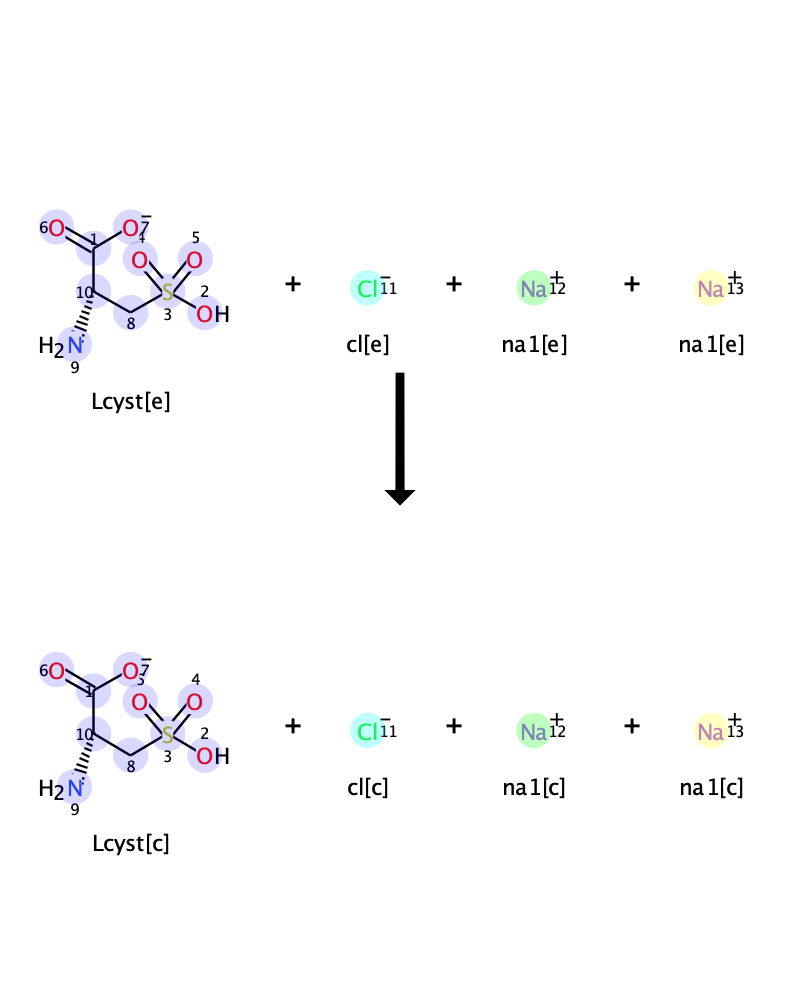 6 O O⁻ 7
1 4 5
O O
10 S 2
3 OH
8
H₂N
9
+ Cl⁻ 11 + Na⁺ 12 + Na⁺ 13
cl[e] na1[e] na1[e]
Lcyst[e]
6 O O⁻ 7
1 5 4
O O
10 S 2
3 OH
8
H₂N
9
+ Cl⁻ 11 + Na⁺ 12 + Na⁺ 13
cl[c] na1[c] na1[c]
Lcyst[c]